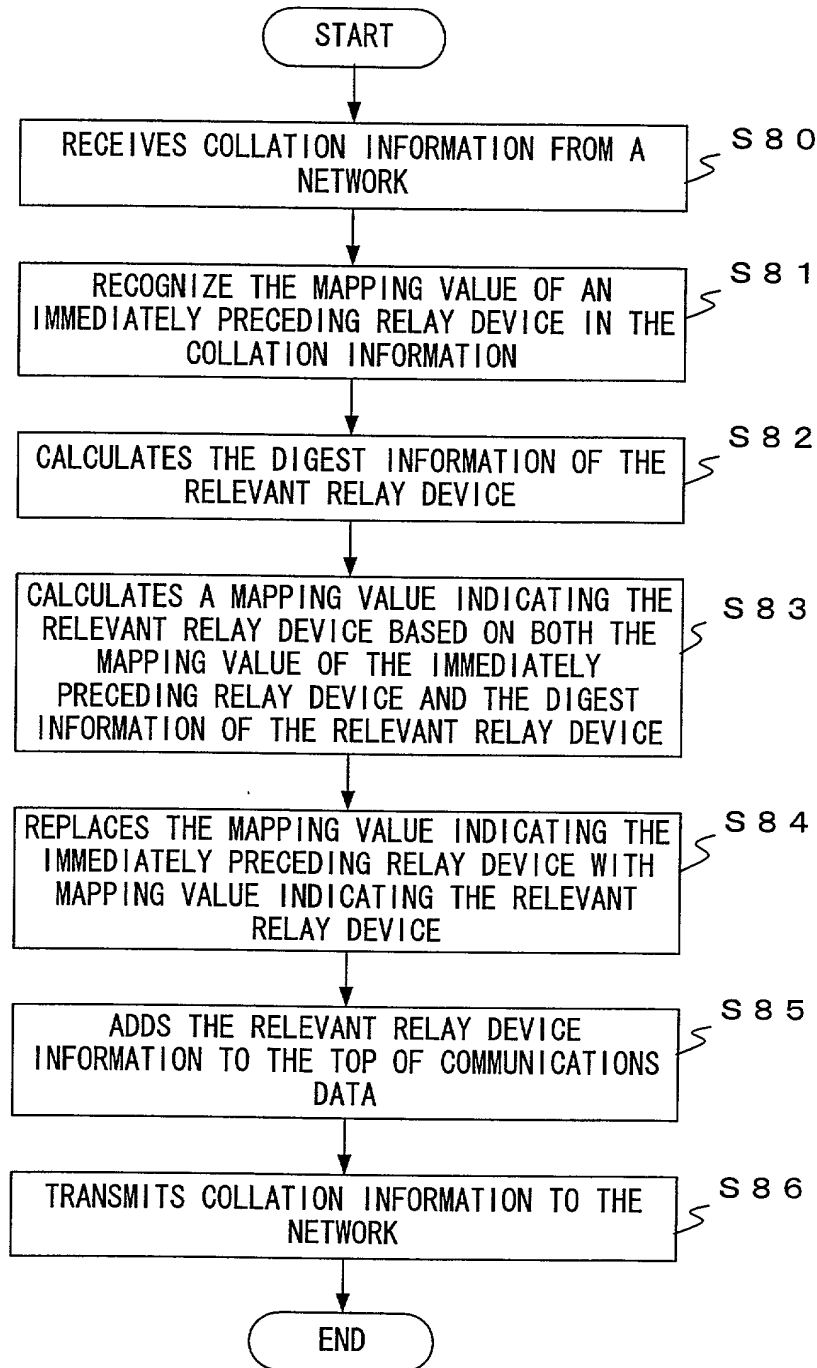 START
RECEIVES COLLATION INFORMATION FROM A
NETWORK
S80
RECOGNIZE THE MAPPING VALUE OF AN
IMMEDIATELY PRECEDING RELAY DEVICE IN THE
COLLATION INFORMATION
S81
CALCULATES THE DIGEST INFORMATION OF THE
RELEVANT RELAY DEVICE
S82
CALCULATES A MAPPING VALUE INDICATING THE
RELEVANT RELAY DEVICE BASED ON BOTH THE
MAPPING VALUE OF THE IMMEDIATELY
PRECEDING RELAY DEVICE AND THE DIGEST
INFORMATION OF THE RELEVANT RELAY DEVICE
S83
REPLACES THE MAPPING VALUE INDICATING THE
IMMEDIATELY PRECEDING RELAY DEVICE WITH
MAPPING VALUE INDICATING THE RELEVANT
RELAY DEVICE
S84
ADDS THE RELEVANT RELAY DEVICE
INFORMATION TO THE TOP OF COMMUNICATIONS
DATA
S85
TRANSMITS COLLATION INFORMATION TO THE
NETWORK
S86
END